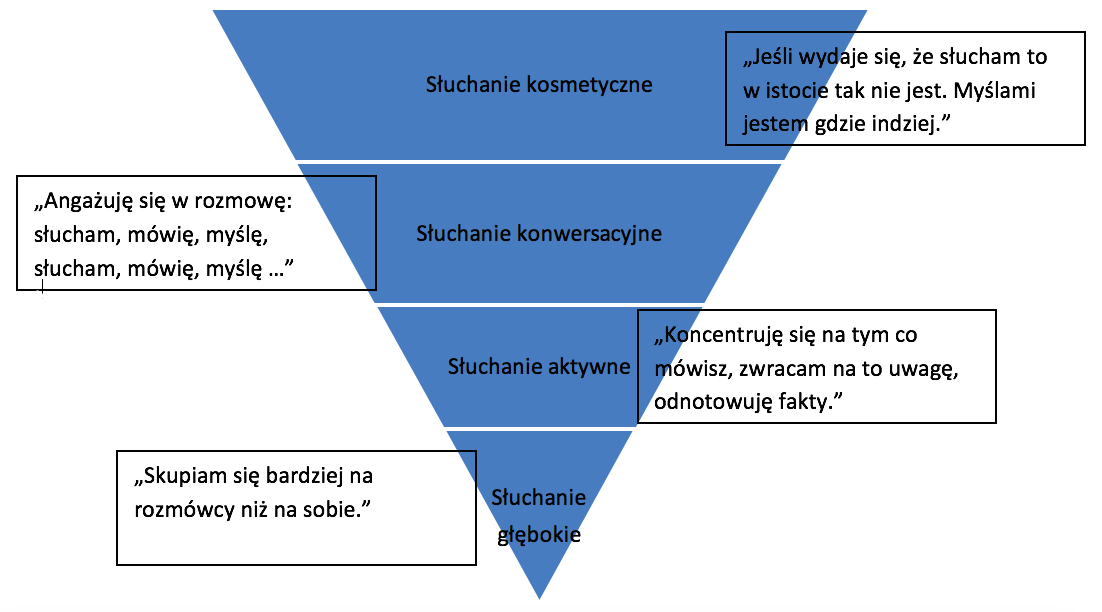 Słuchanie kosmetyczne
„Jeśli wydaje się, że słucham to
w istocie tak nie jest. Myślami
jestem gdzie indziej.”
„Angażuję się w rozmowę:
słucham, mówię, myślę,
słucham, mówię, myślę …”
Słuchanie konwersacyjne
Słuchanie aktywne
„Koncentruję się na tym co
mówisz, zwracam na to uwagę,
odnotowuję fakty.”
„Skupiam się bardziej na
rozmówcy niż na sobie.”
Słuchanie
głębokie